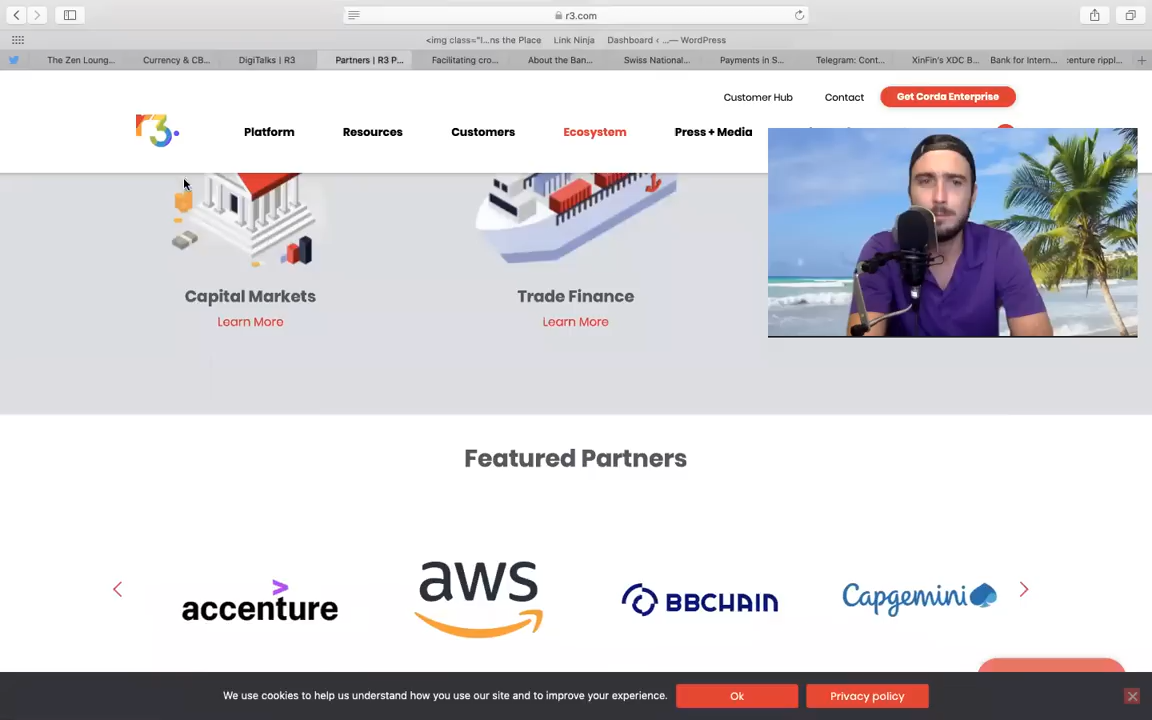 r3.com
<img class="l...ns the Place Link Ninja Dashboard ‹ ...— WordPress
The Zen Loung... Currency & CB... DigiTalks | R3 Partners | R3 P... Facilitating cro... About the Ban... Swiss National... Payments in S... Telegram: Cont... XinFin's XDC B... Bank for Intern... :enture rippl...
Customer Hub Contact Get Corda Enterprise
r3. Platform Resources Customers Ecosystem Press + Media
Capital Markets Trade Finance
Learn More Learn More
Featured Partners
accenture aws BBCHAIN Capgemini
We use cookies to help us understand how you use our site and to improve your experience. Ok Privacy policy